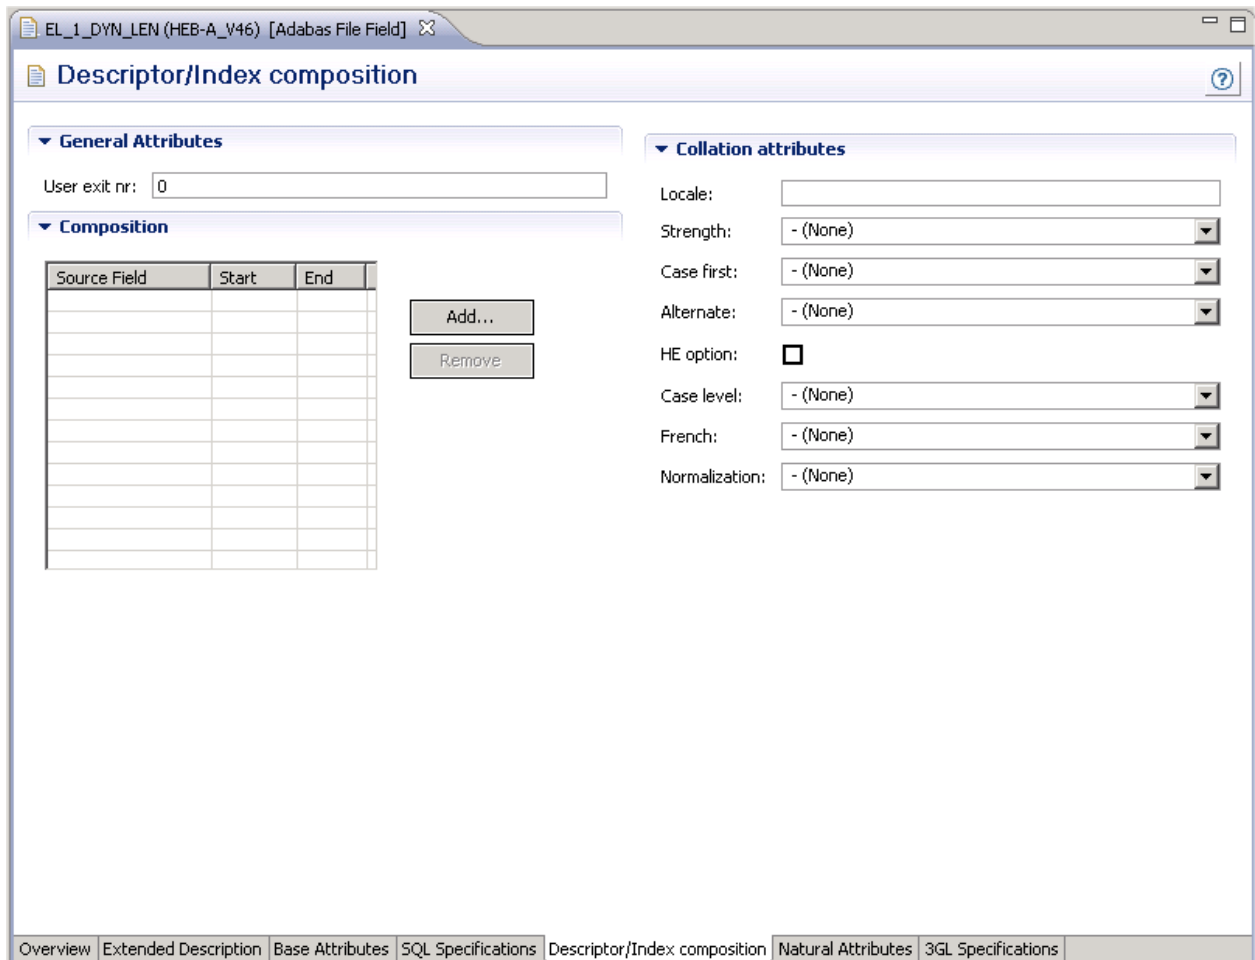 EL_1_DYN_LEN (HEB-A_V46) [Adabas File Field]
Descriptor/Index composition
General Attributes
User exit nr: 0
Composition
Source Field Start End
Add...
Remove
Collation attributes
Locale:
Strength: - (None)
Case first: - (None)
Alternate: - (None)
HE option:
Case level: - (None)
French: - (None)
Normalization: - (None)
Overview Extended Description Base Attributes SQL Specifications Descriptor/Index composition Natural Attributes 3GL Specifications